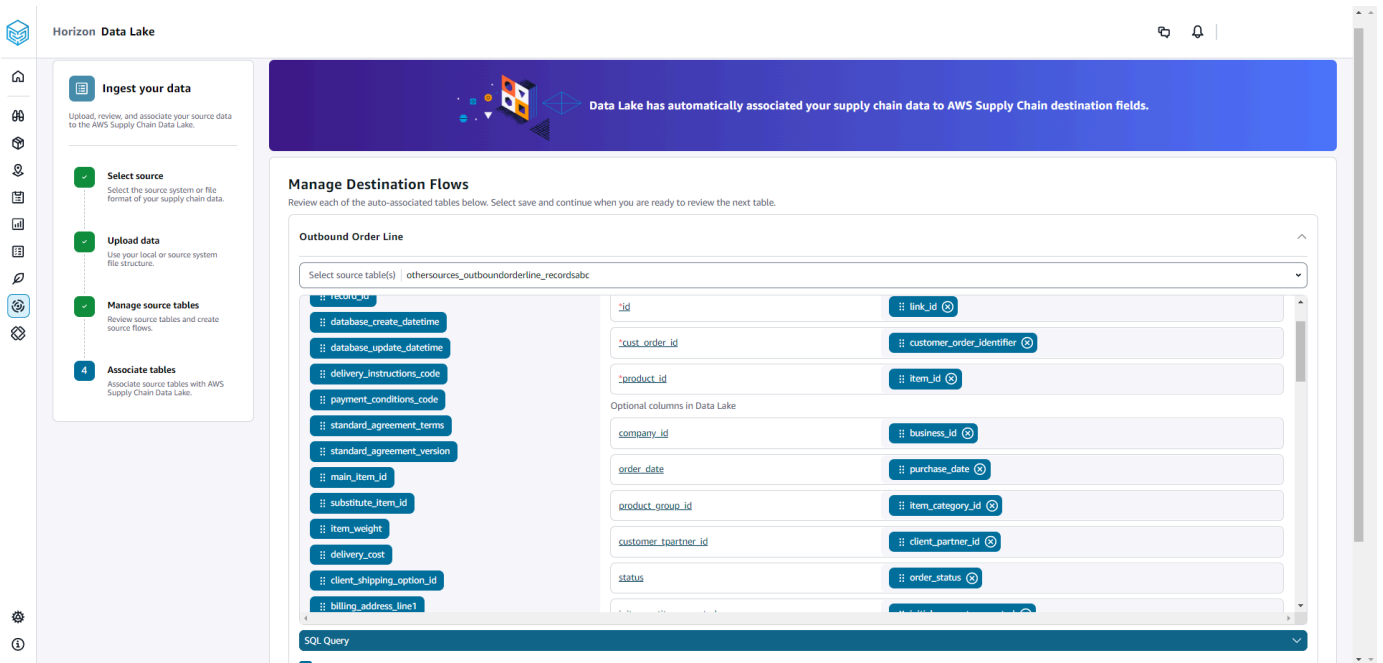 Horizon Data Lake
Ingest your data
Upload, review, and associate your source data
to the AWS Supply Chain Data Lake.
Select source
Select the source system or file
format of your supply chain data.
Upload data
Use your local or source system
file structure.
Manage source tables
Review source tables and create
source flows.
4
Associate tables
Associate source tables with AWS
Supply Chain Data Lake.
Data Lake has automatically associated your supply chain data to AWS Supply Chain destination fields.
Manage Destination Flows
Review each of the auto-associated tables below. Select save and continue when you are ready to review the next table.
Outbound Order Line
Select source table(s) othersources_outboundorderline_recordsabc
record_id
database_create_datetime
database_update_datetime
delivery_instructions_code
payment_conditions_code
standard_agreement_terms
standard_agreement_version
main_item_id
substitute_item_id
item_weight
delivery_cost
client_shipping_option_id
billing_address_line1
*id link_id
*cust_order_id customer_order_identifier
*product_id item_id
Optional columns in Data Lake
company_id business_id
order_date purchase_date
product_group_id item_category_id
customer_tpartner_id client_partner_id
status order_status
SQL Query